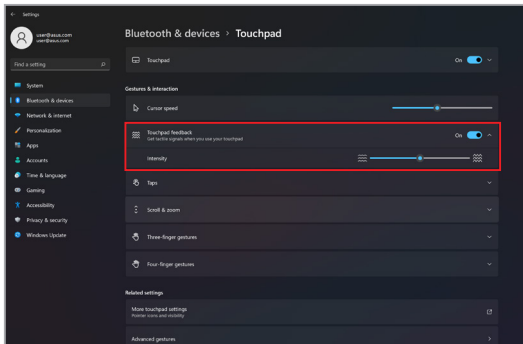 Settings
user@asus.com
user@asus.com
Find a setting
System
Bluetooth & devices
Network & internet
Personalization
Apps
Accounts
Time & language
Gaming
Accessibility
Privacy & security
Windows Update
Bluetooth & devices > Touchpad
Touchpad
On
Gestures & interaction
Cursor speed
Touchpad feedback
Get tactile signals when you use your touchpad
On
Intensity
Taps
Scroll & zoom
Three-finger gestures
Four-finger gestures
Related settings
More touchpad settings
Pointer icons and visibility
Advanced gestures